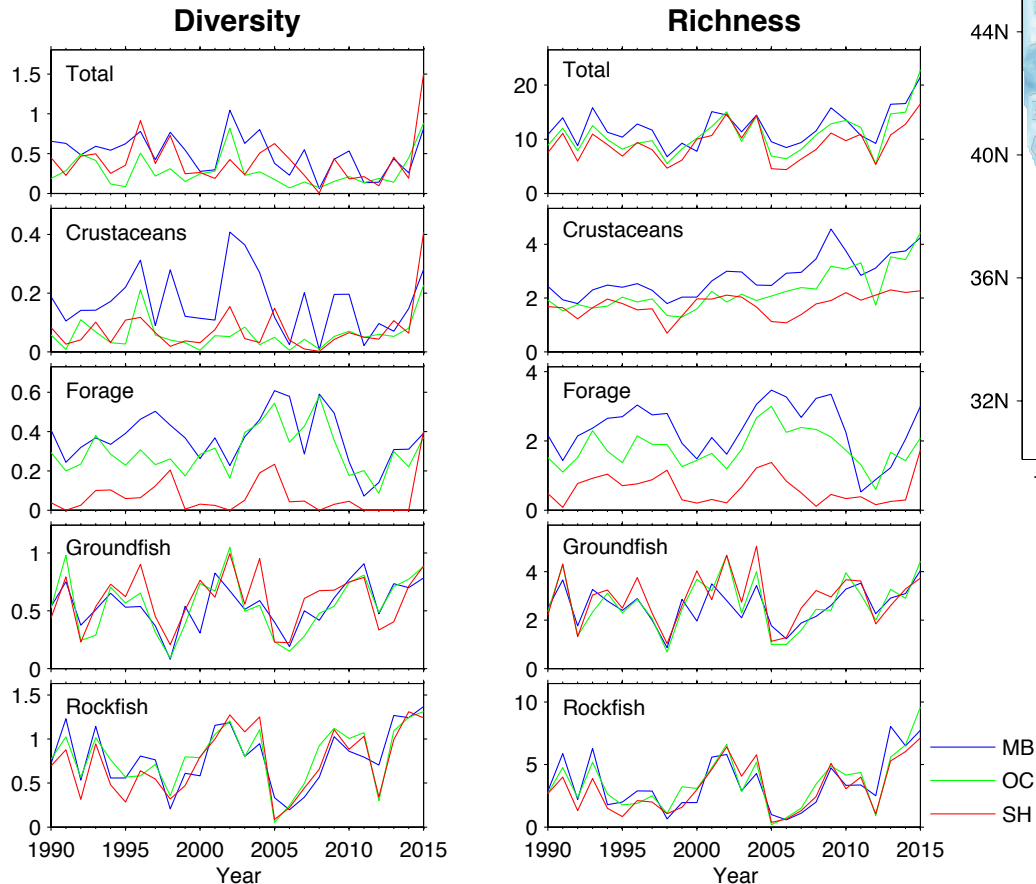 Diversity
Total
1.5
1
0.5
0
Crustaceans
0.4
0.2
0
Forage
0.6
0.4
0.2
0
Groundfish
1
0.5
0
Rockfish
1.5
1
0.5
0
1990 1995 2000 2005 2010 2015
Year
Richness
Total
20
10
0
Crustaceans
4
2
0
Forage
4
2
0
Groundfish
4
2
0
Rockfish
10
5
0
1990 1995 2000 2005 2010 2015
Year
MB
OC
SH
44N
40N
36N
32N